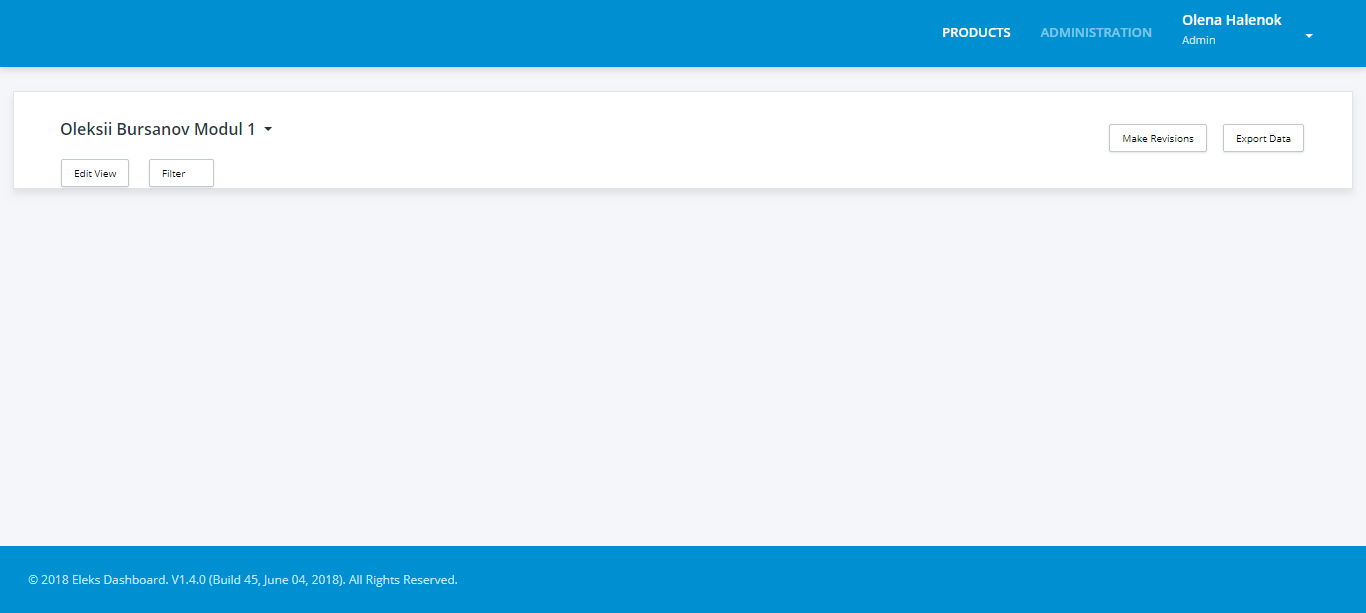 PRODUCTS
ADMINISTRATION
Olena Halenok
Admin
Oleksii Bursanov Modul 1
Make Revisions
Export Data
Edit View
Filter
© 2018 Eleks Dashboard. V1.4.0 (Build 45, June 04, 2018). All Rights Reserved.